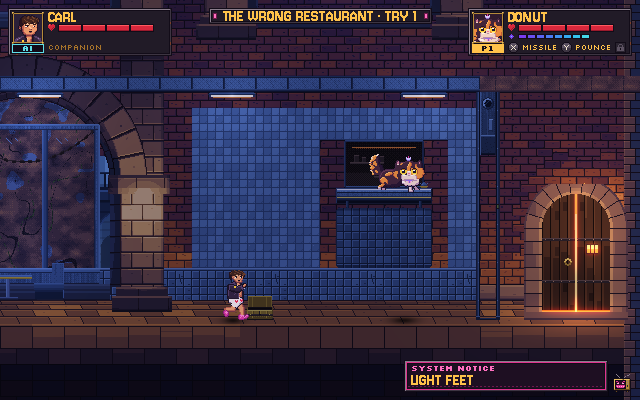 CARL
AI
COMPANION
THE WRONG RESTAURANT · TRY 1
DONUT
P1
X MISSILE Y POUNCE
SYSTEM NOTICE
LIGHT FEET